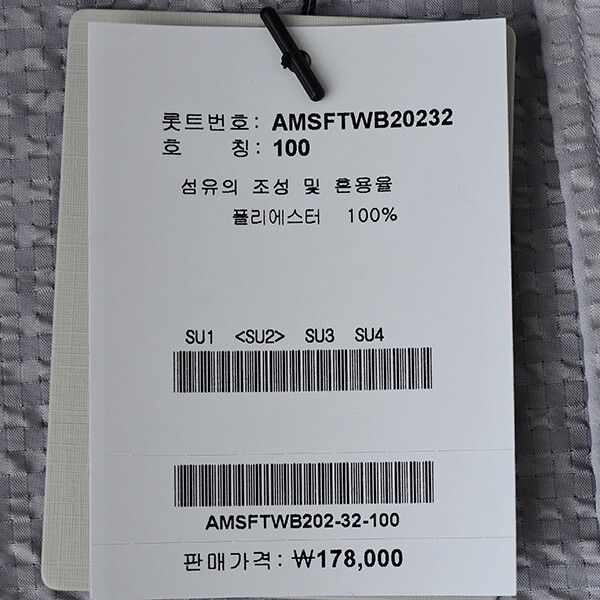 롯트번호: AMSFTWB20232
호 칭: 100
섬유의 조성 및 혼용율
폴리에스터 100%
SU1 <SU2> SU3 SU4
AMSFTWB202-32-100
판매가격: ₩178,000